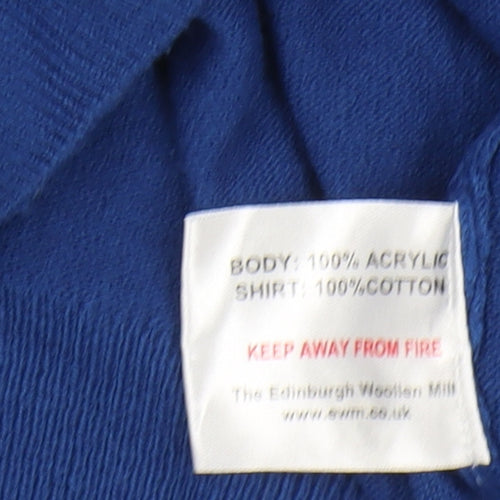 BODY: 100% ACRYLIC
SHIRT: 100%COTTON
KEEP AWAY FROM FIRE
The Edinburgh Woollen Mill
www.ewm.co.uk